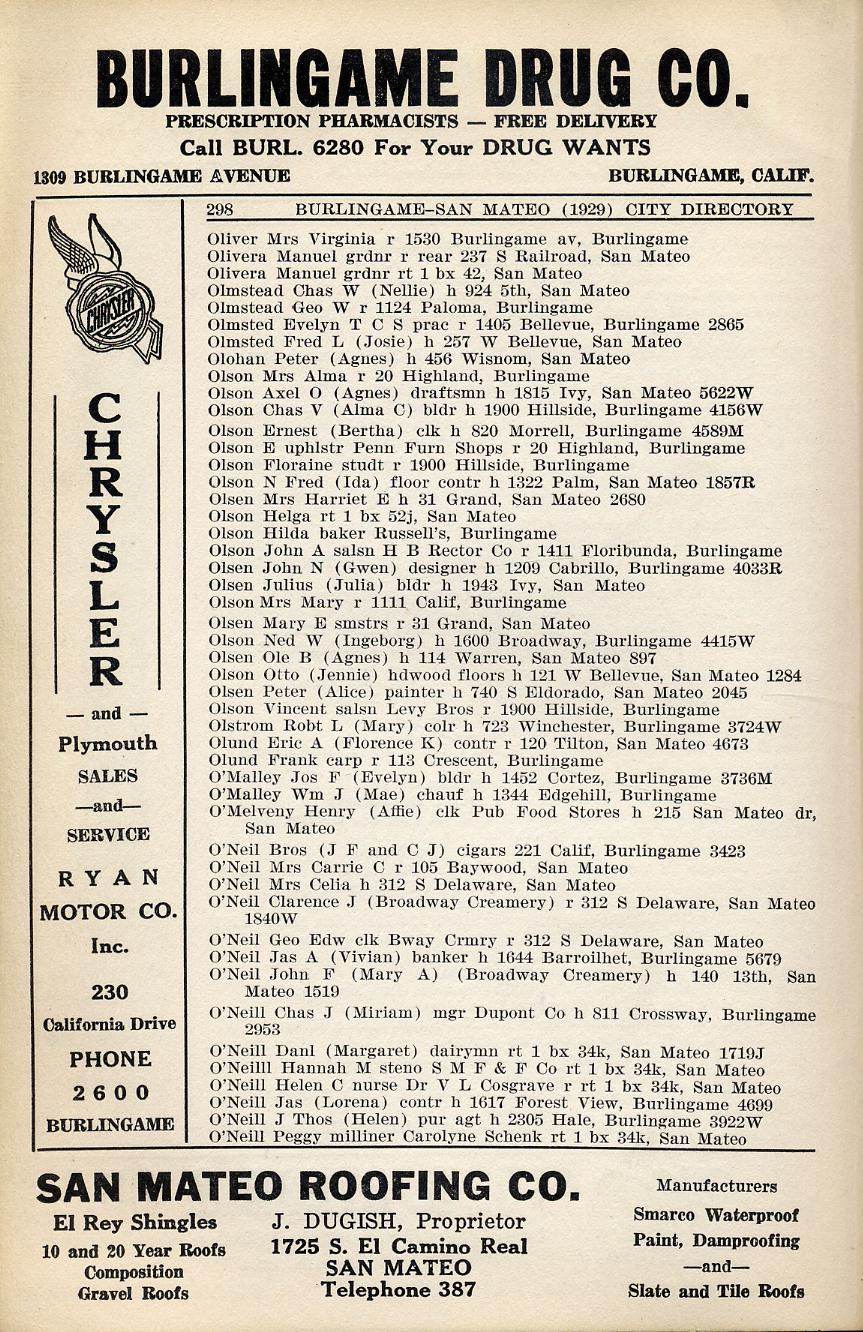 BURLINGAME DRUG CO.
PRESCRIPTION PHARMACISTS — FREE DELIVERY
Call BURL. 6280 For Your DRUG WANTS
1309 BURLINGAME AVENUE BURLINGAME, CALIF.
298 BURLINGAME-SAN MATEO (1929) CITY DIRECTORY
CHRYSLER
C
H
R
Y
S
L
E
R
— and —
Plymouth
SALES
—and—
SERVICE
RYAN
MOTOR CO.
Inc.
230
California Drive
PHONE
2600
BURLINGAME
Oliver Mrs Virginia r 1530 Burlingame av, Burlingame
Olivera Manuel grdnr r rear 237 S Railroad, San Mateo
Olivera Manuel grdnr rt 1 bx 42, San Mateo
Olmstead Chas W (Nellie) h 924 5th, San Mateo
Olmstead Geo W r 1124 Paloma, Burlingame
Olmsted Evelyn T C S prac r 1405 Bellevue, Burlingame 2865
Olmsted Fred L (Josie) h 257 W Bellevue, San Mateo
Olohan Peter (Agnes) h 456 Wisnom, San Mateo
Olson Mrs Alma r 20 Highland, Burlingame
Olson Axel O (Agnes) draftsmn h 1815 Ivy, San Mateo 5622W
Olson Chas V (Alma C) bldr h 1900 Hillside, Burlingame 4156W
Olson Ernest (Bertha) clk h 820 Morrell, Burlingame 4589M
Olson E uphlstr Penn Furn Shops r 20 Highland, Burlingame
Olson Floraine studt r 1900 Hillside, Burlingame
Olson N Fred (Ida) floor contr h 1322 Palm, San Mateo 1857R
Olsen Mrs Harriet E h 31 Grand, San Mateo 2680
Olson Helga rt 1 bx 52j, San Mateo
Olson Hilda baker Russell's, Burlingame
Olson John A salsn H B Rector Co r 1411 Floribunda, Burlingame
Olsen John N (Gwen) designer h 1209 Cabrillo, Burlingame 4033R
Olsen Julius (Julia) bldr h 1943 Ivy, San Mateo
Olson Mrs Mary r 1111 Calif, Burlingame
Olsen Mary E smstrs r 31 Grand, San Mateo
Olson Ned W (Ingeborg) h 1600 Broadway, Burlingame 4415W
Olsen Ole B (Agnes) h 114 Warren, San Mateo 897
Olson Otto (Jennie) hdwood floors h 121 W Bellevue, San Mateo 1284
Olsen Peter (Alice) painter h 740 S Eldorado, San Mateo 2045
Olson Vincent salsn Levy Bros r 1900 Hillside, Burlingame
Olstrom Robt L (Mary) colr h 723 Winchester, Burlingame 3724W
Olund Eric A (Florence K) contr r 120 Tilton, San Mateo 4673
Olund Frank carp r 113 Crescent, Burlingame
O'Malley Jos F (Evelyn) bldr h 1452 Cortez, Burlingame 3736M
O'Malley Wm J (Mae) chauf h 1344 Edgehill, Burlingame
O'Melveny Henry (Affie) clk Pub Food Stores h 215 San Mateo dr,
San Mateo
O'Neil Bros (J F and C J) cigars 221 Calif, Burlingame 3423
O'Neil Mrs Carrie C r 105 Baywood, San Mateo
O'Neil Mrs Celia h 312 S Delaware, San Mateo
O'Neil Clarence J (Broadway Creamery) r 312 S Delaware, San Mateo
1840W
O'Neil Geo Edw clk Bway Crmry r 312 S Delaware, San Mateo
O'Neil Jas A (Vivian) banker h 1644 Barroilhet, Burlingame 5679
O'Neil John F (Mary A) (Broadway Creamery) h 140 13th, San
Mateo 1519
O'Neill Chas J (Miriam) mgr Dupont Co h 811 Crossway, Burlingame
2953
O'Neill Danl (Margaret) dairymn rt 1 bx 34k, San Mateo 1719J
O'Neilll Hannah M steno S M F & F Co rt 1 bx 34k, San Mateo
O'Neill Helen C nurse Dr V L Cosgrave r rt 1 bx 34k, San Mateo
O'Neill Jas (Lorena) contr h 1617 Forest View, Burlingame 4699
O'Neill J Thos (Helen) pur agt h 2305 Hale, Burlingame 3922W
O'Neill Peggy milliner Carolyne Schenk rt 1 bx 34k, San Mateo
SAN MATEO ROOFING CO.
El Rey Shingles
10 and 20 Year Roofs
Composition
Gravel Roofs
J. DUGISH, Proprietor
1725 S. El Camino Real
SAN MATEO
Telephone 387
Manufacturers
Smarco Waterproof
Paint, Damproofing
—and—
Slate and Tile Roofs